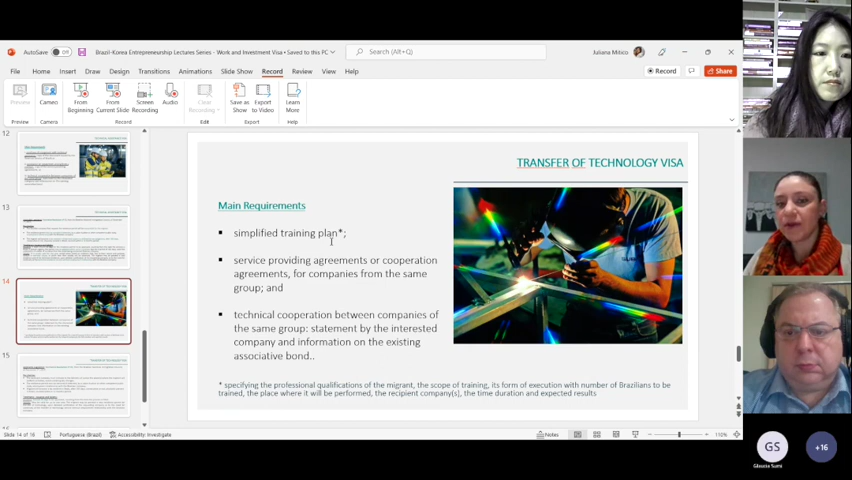 AutoSave Off
Brazil-Korea Entrepreneurship Lectures Series - Work and Investment Visa • Saved to this PC
Search (Alt+Q)
Juliana Mitico
File Home Insert Draw Design Transitions Animations Slide Show Record Review View Help
Record
Share
Preview
Cameo
From Beginning
From Current Slide
Screen Recording
Audio
Clear Recording
Save as Show
Export to Video
Learn More
Preview Camera Record Edit Export Help
12
13
14
15
TRANSFER OF TECHNOLOGY VISA
Main Requirements
▪ simplified training plan*;
▪ service providing agreements or cooperation
agreements, for companies from the same
group; and
▪ technical cooperation between companies of
the same group: statement by the interested
company and information on the existing
associative bond..
* specifying the professional qualifications of the migrant, the scope of training, its form of execution with number of Brazilians to be
trained, the place where it will be performed, the recipient company(s), the time duration and expected results
Slide 14 of 18
Portuguese (Brazil)
Accessibility: Investigate
Notes
110%
GS
+16
Glaucia Sumi